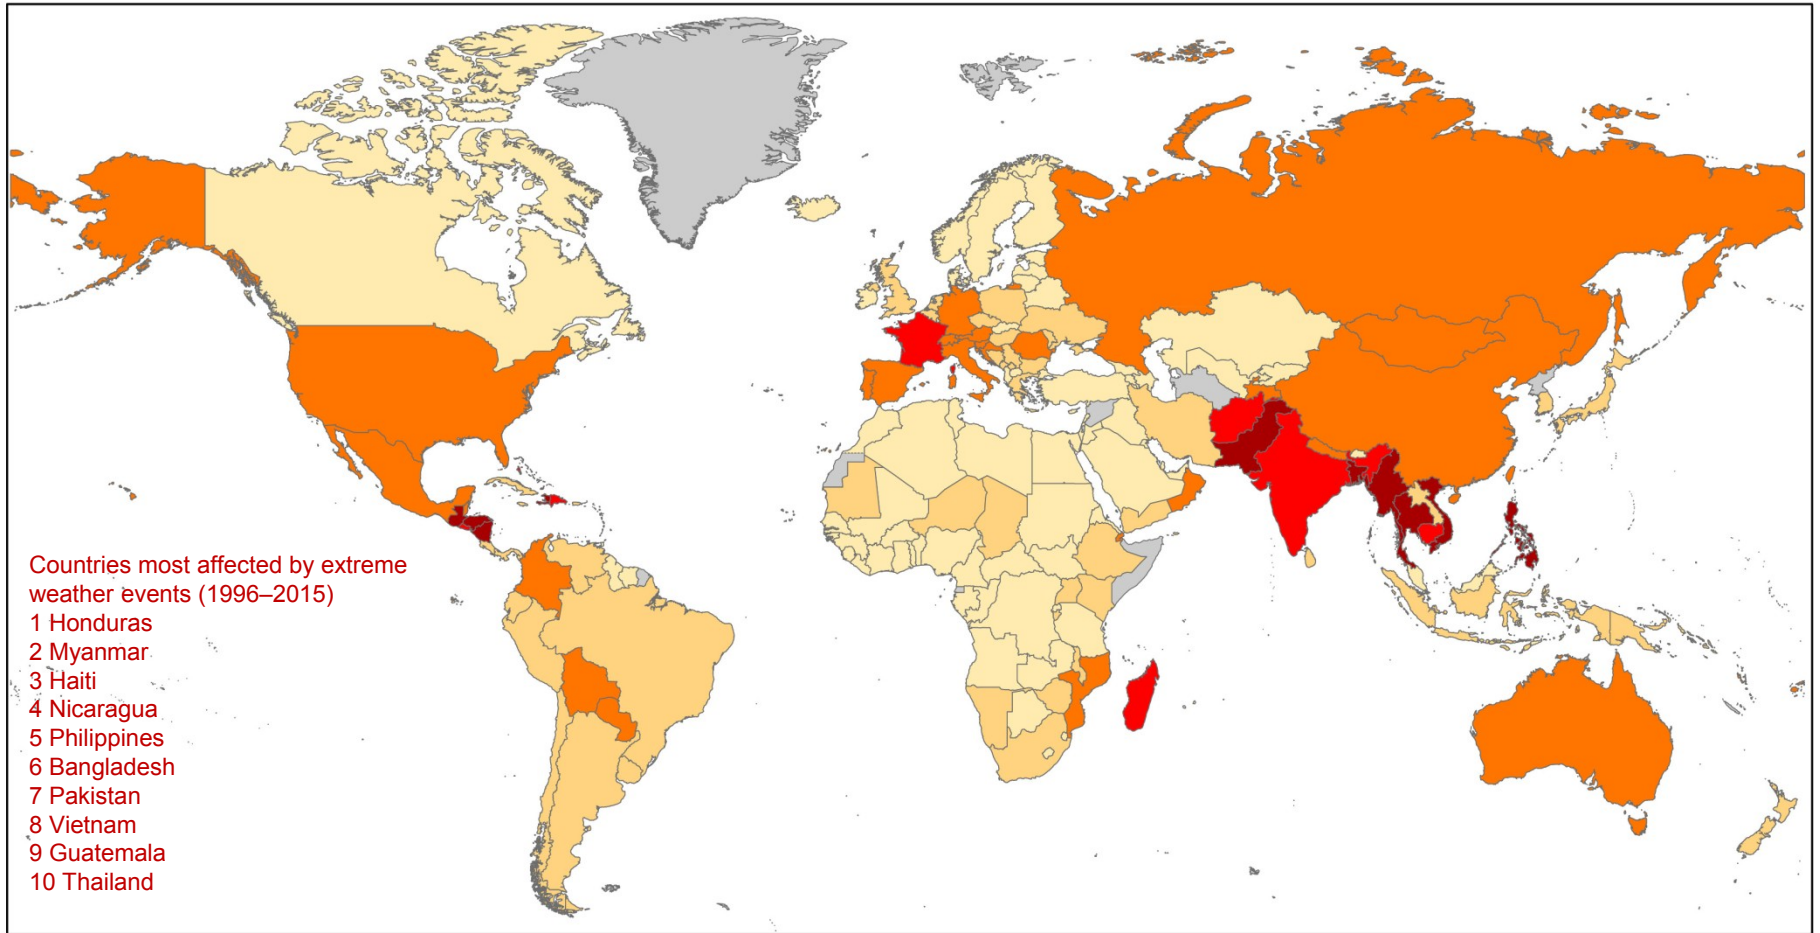 Countries most affected by extreme
weather events (1996–2015)
1 Honduras
2 Myanmar
3 Haiti
4 Nicaragua
5 Philippines
6 Bangladesh
7 Pakistan
8 Vietnam
9 Guatemala
10 Thailand